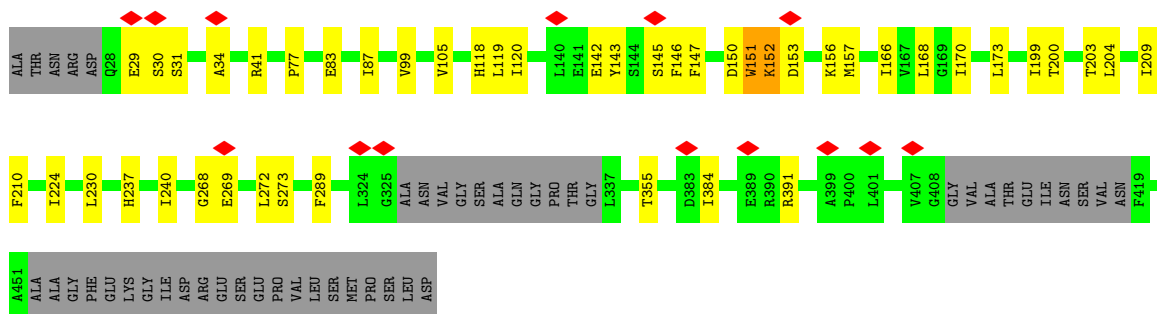 ALA THR ASN ARG ASP Q28 E29 S30 S31 A34 R41 P77 E83 I87 V99 V105 H118 L119 I120 L140 E141 E142 Y143 S144 S145 F146 F147 D150 W151 K152 D153 K156 M157 I166 V167 L168 G169 I170 L173 I199 T200 T203 L204 I209
F210 I224 L230 H237 I240 G268 E269 L272 S273 F289 L324 G325 ALA ASN VAL GLY SER ALA GLN GLY PRO THR GLY L337 T355 D383 I384 E389 R390 R391 A399 P400 L401 V407 G408 GLY VAL ALA THR GLU ILE ASN SER VAL ASN F419
A451 ALA ALA GLY PHE GLU LYS GLY ILE ASP ARG GLU SER GLU PRO VAL LEU SER MET PRO SER LEU ASP